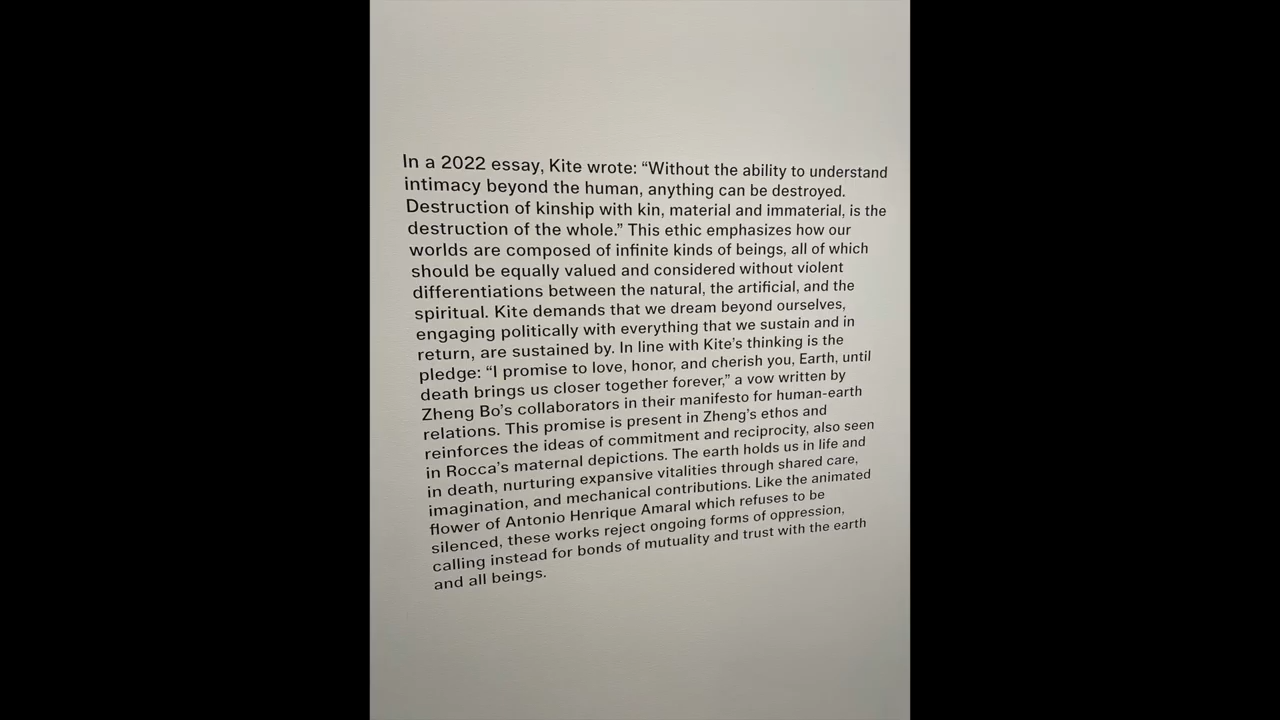 In a 2022 essay, Kite wrote: “Without the ability to understand
intimacy beyond the human, anything can be destroyed.
Destruction of kinship with kin, material and immaterial, is the
destruction of the whole.” This ethic emphasizes how our
worlds are composed of infinite kinds of beings, all of which
should be equally valued and considered without violent
differentiations between the natural, the artificial, and the
spiritual. Kite demands that we dream beyond ourselves,
engaging politically with everything that we sustain and in
return, are sustained by. In line with Kite’s thinking is the
pledge: “I promise to love, honor, and cherish you, Earth, until
death brings us closer together forever,” a vow written by
Zheng Bo’s collaborators in their manifesto for human-earth
relations. This promise is present in Zheng’s ethos and
reinforces the ideas of commitment and reciprocity, also seen
in Rocca’s maternal depictions. The earth holds us in life and
in death, nurturing expansive vitalities through shared care,
imagination, and mechanical contributions. Like the animated
flower of Antonio Henrique Amaral which refuses to be
silenced, these works reject ongoing forms of oppression,
calling instead for bonds of mutuality and trust with the earth
and all beings.